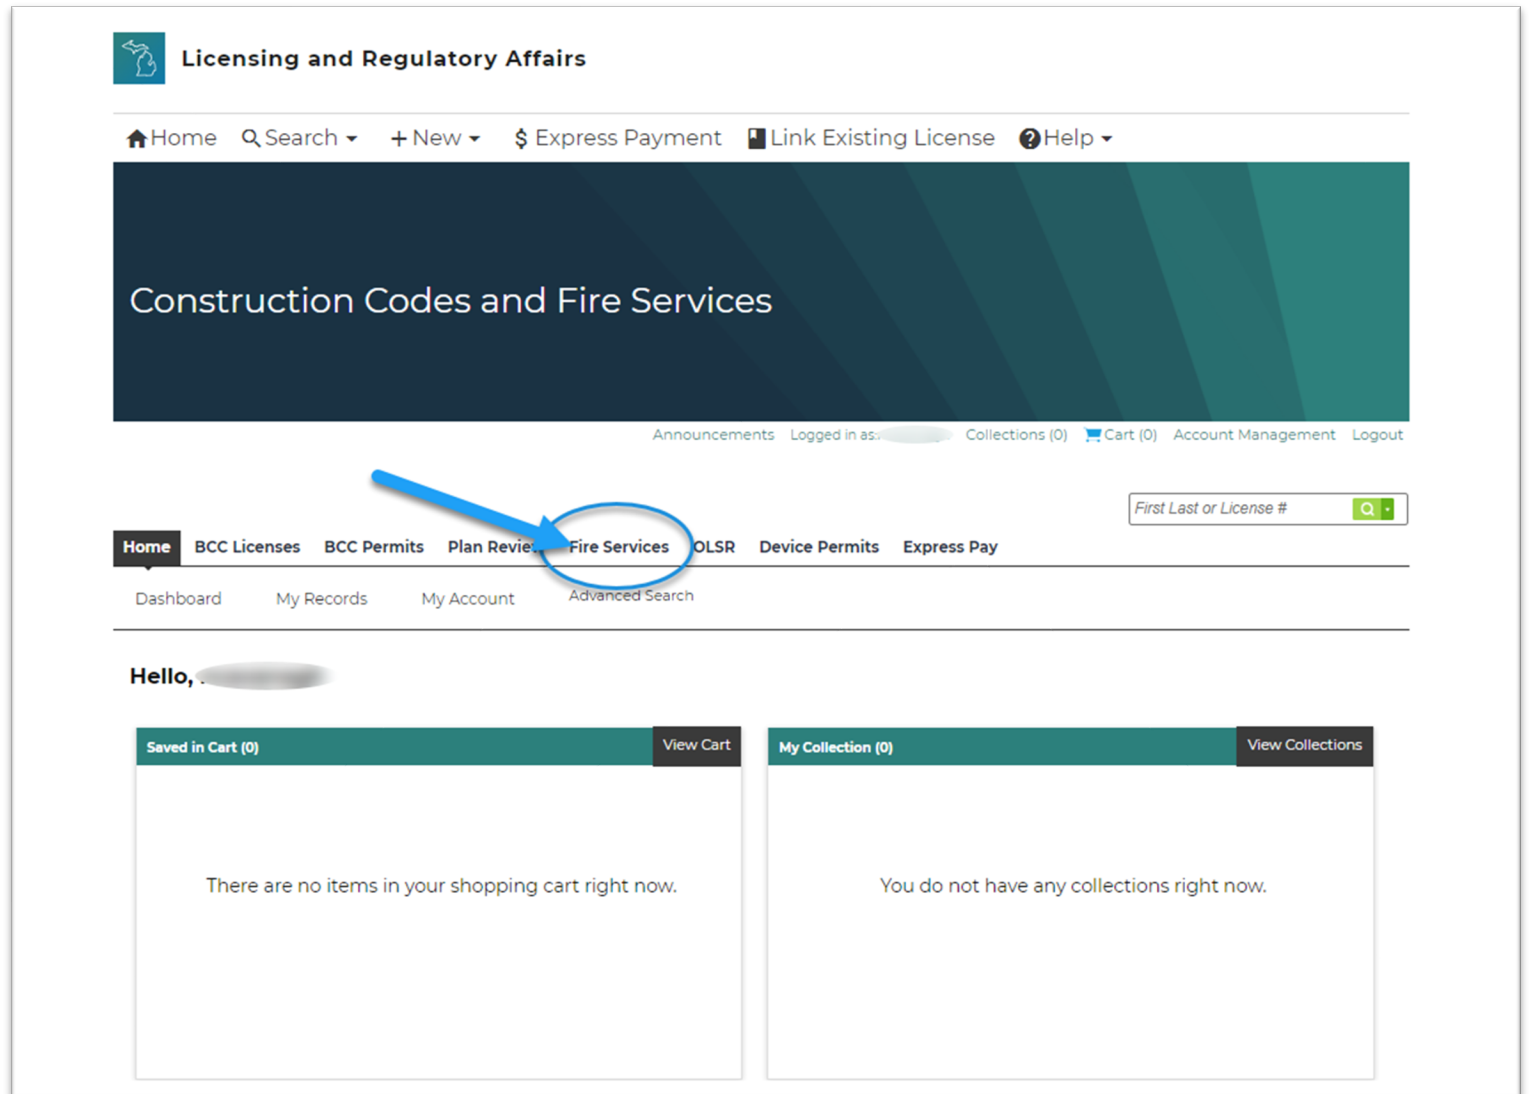 Licensing and Regulatory Affairs
Home Search New $ Express Payment Link Existing License Help
Construction Codes and Fire Services
Announcements Logged in as: Collections (0) Cart (0) Account Management Logout
First Last or License #
Home BCC Licenses BCC Permits Plan Review Fire Services OLSR Device Permits Express Pay
Dashboard My Records My Account Advanced Search
Hello,
Saved in Cart (0) View Cart My Collection (0) View Collections
There are no items in your shopping cart right now. You do not have any collections right now.